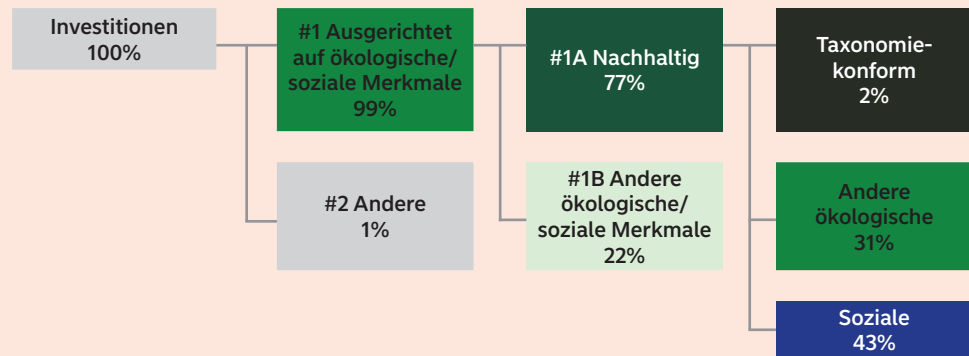 Investitionen
100%
#1 Ausgerichtet
auf ökologische/
soziale Merkmale
99%
#1A Nachhaltig
77%
Taxonomie-
konform
2%
#2 Andere
1%
#1B Andere
ökologische/
soziale Merkmale
22%
Andere
ökologische
31%
Soziale
43%